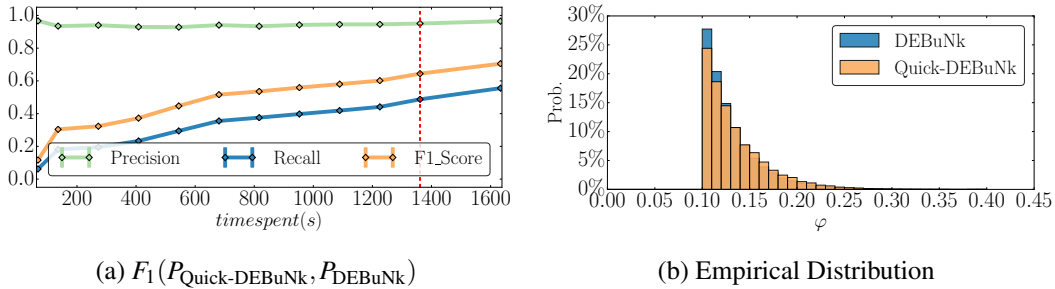 1.0
0.8
0.6
0.4
0.2
0.0
Precision Recall F1_Score
200 400 600 800 1000 1200 1400 1600
timespent(s)
(a) F1(PQuick-DEBuNk, PDEBuNk)
30%
25%
20%
15%
10%
5%
0%
Prob.
DEBuNk
Quick-DEBuNk
0.00 0.05 0.10 0.15 0.20 0.25 0.30 0.35 0.40 0.45
φ
(b) Empirical Distribution